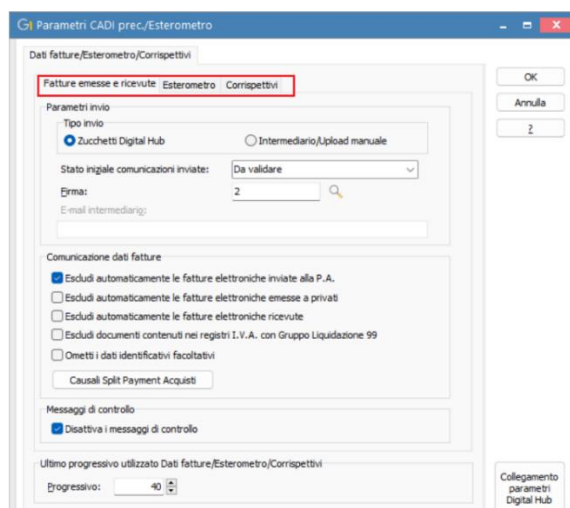 Parametri CADI prec./Esterometro
Dati fatture/Esterometro/Corrispettivi
Fatture emesse e ricevute Esterometro Corrispettivi
OK
Annulla
?
Parametri invio
Tipo invio
Zucchetti Digital Hub Intermediario/Upload manuale
Stato iniziale comunicazioni inviate: Da validare
Firma: 2
E-mail intermediario:
Comunicazione dati fatture
Escludi automaticamente le fatture elettroniche inviate alla P.A.
Escludi automaticamente le fatture elettroniche emesse a privati
Escludi automaticamente le fatture elettroniche ricevute
Escludi documenti contenuti nei registri I.V.A. con Gruppo Liquidazione 99
Ometti i dati identificativi facoltativi
Causali Split Payment Acquisti
Messaggi di controllo
Disattiva i messaggi di controllo
Ultimo progressivo utilizzato Dati fatture/Esterometro/Corrispettivi
Progressivo: 40
Collegamento
parametri
Digital Hub